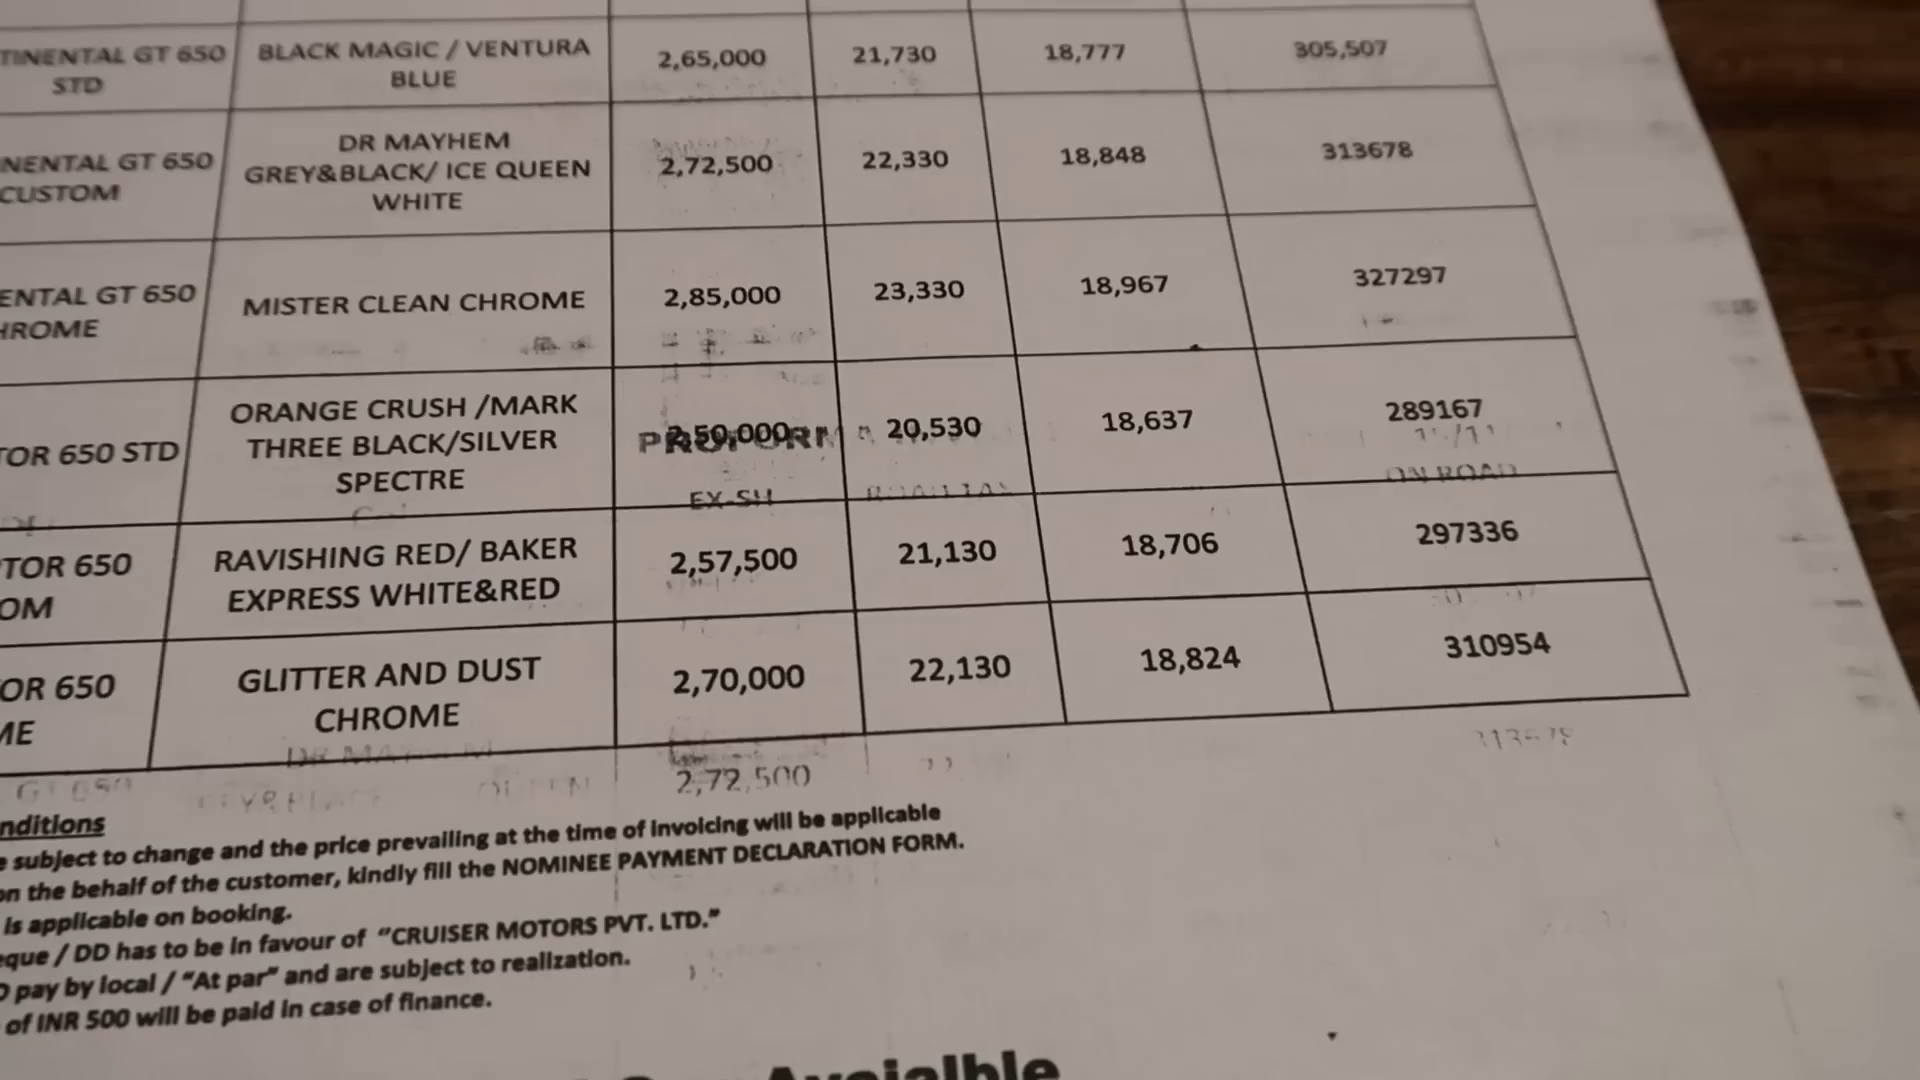 TINENTAL GT 650 STD BLACK MAGIC / VENTURA BLUE 2,65,000 21,730 18,777 305,507
NENTAL GT 650 CUSTOM DR MAYHEM GREY&BLACK/ ICE QUEEN WHITE 2,72,500 22,330 18,848 313678
ENTAL GT 650 HROME MISTER CLEAN CHROME 2,85,000 23,330 18,967 327297
TOR 650 STD ORANGE CRUSH /MARK THREE BLACK/SILVER SPECTRE 2,50,000 20,530 18,637 289167
EX-SH ON ROAD
TOR 650 OM RAVISHING RED/ BAKER EXPRESS WHITE&RED 2,57,500 21,130 18,706 297336
OR 650 ME GLITTER AND DUST CHROME 2,70,000 22,130 18,824 310954
GT 650 2,72,500
nditions
e subject to change and the price prevailing at the time of invoicing will be applicable
on the behalf of the customer, kindly fill the NOMINEE PAYMENT DECLARATION FORM.
is applicable on booking.
eque / DD has to be in favour of "CRUISER MOTORS PVT. LTD."
D pay by local / "At par" and are subject to realization.
of INR 500 will be paid in case of finance.
Avaialble